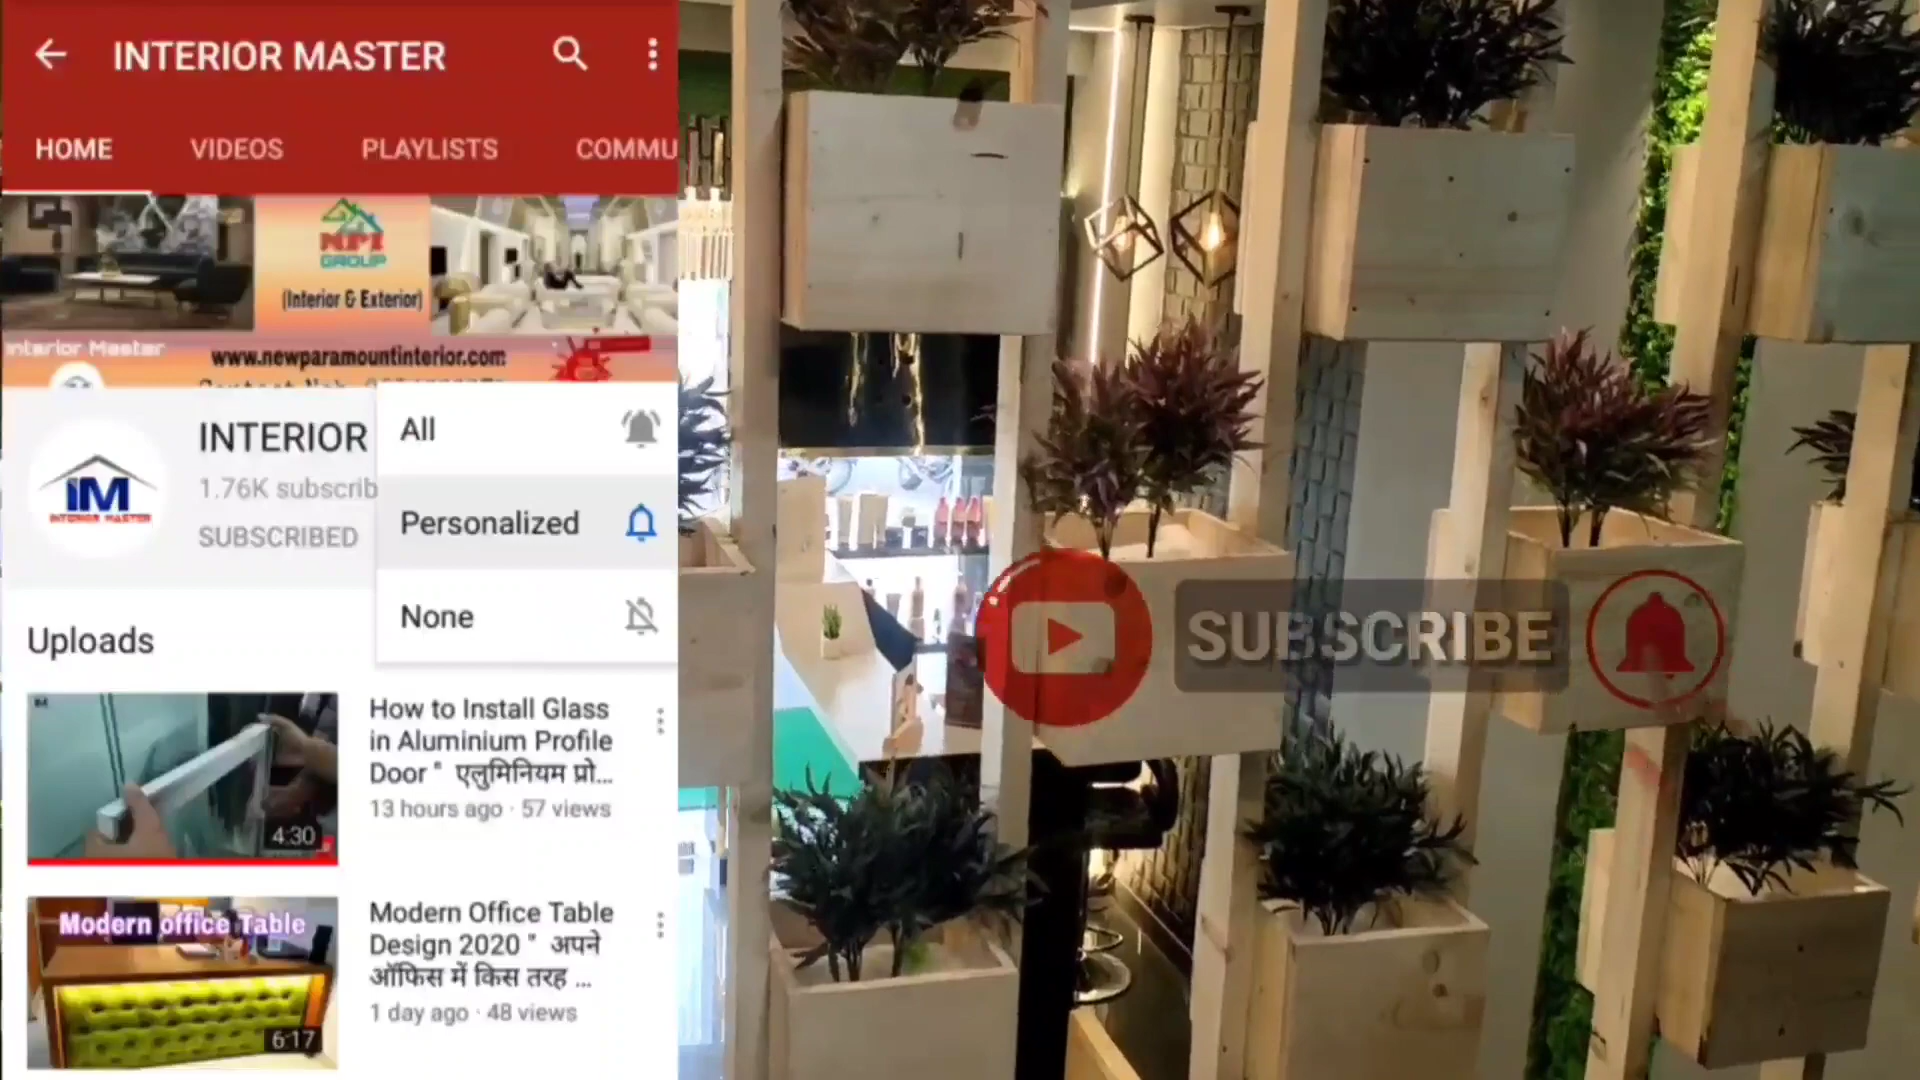 INTERIOR MASTER
HOME VIDEOS PLAYLISTS COMMU
NPI
GROUP
(Interior & Exterior)
nterior Master
www.newparamountinterior.com
INTERIOR
1.76K subscrib
SUBSCRIBED
IM
INTERIOR MASTER
All
Personalized
None
Uploads
How to Install Glass
in Aluminium Profile
Door " एलुमिनियम प्रो...
13 hours ago · 57 views
4:30
Modern office Table
6:17
Modern Office Table
Design 2020 " अपने
ऑफिस में किस तरह ...
1 day ago · 48 views
SUBSCRIBE